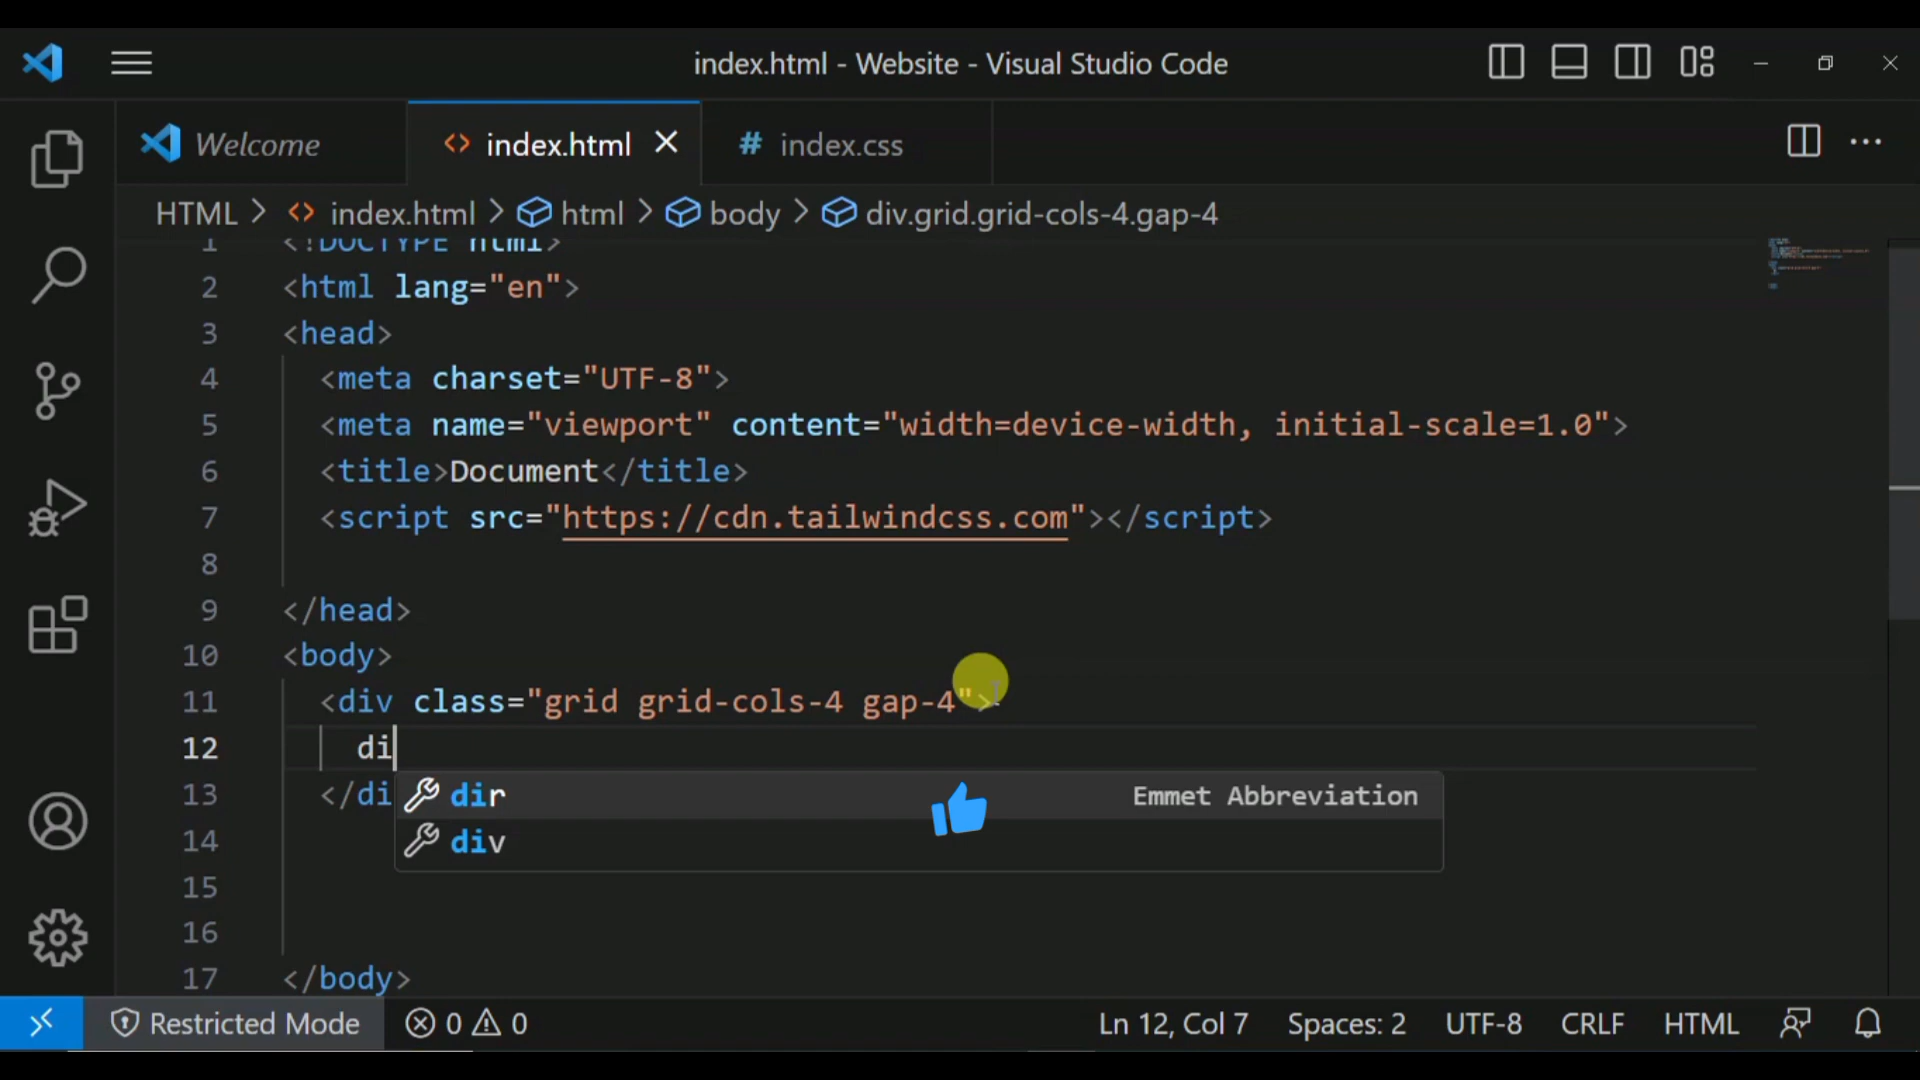 index.html - Website - Visual Studio Code
Welcome
index.html
# index.css
HTML > <> index.html > html > body > div.grid.grid-cols-4.gap-4
1 <!DOCTYPE html>
2 <html lang="en">
3 <head>
4 <meta charset="UTF-8">
5 <meta name="viewport" content="width=device-width, initial-scale=1.0">
6 <title>Document</title>
7 <script src="https://cdn.tailwindcss.com"></script>
8
9 </head>
10 <body>
11 <div class="grid grid-cols-4 gap-4">
12 di
13 </di
dir Emmet Abbreviation
14
div
15
16
17 </body>
Restricted Mode 0 0 Ln 12, Col 7 Spaces: 2 UTF-8 CRLF HTML